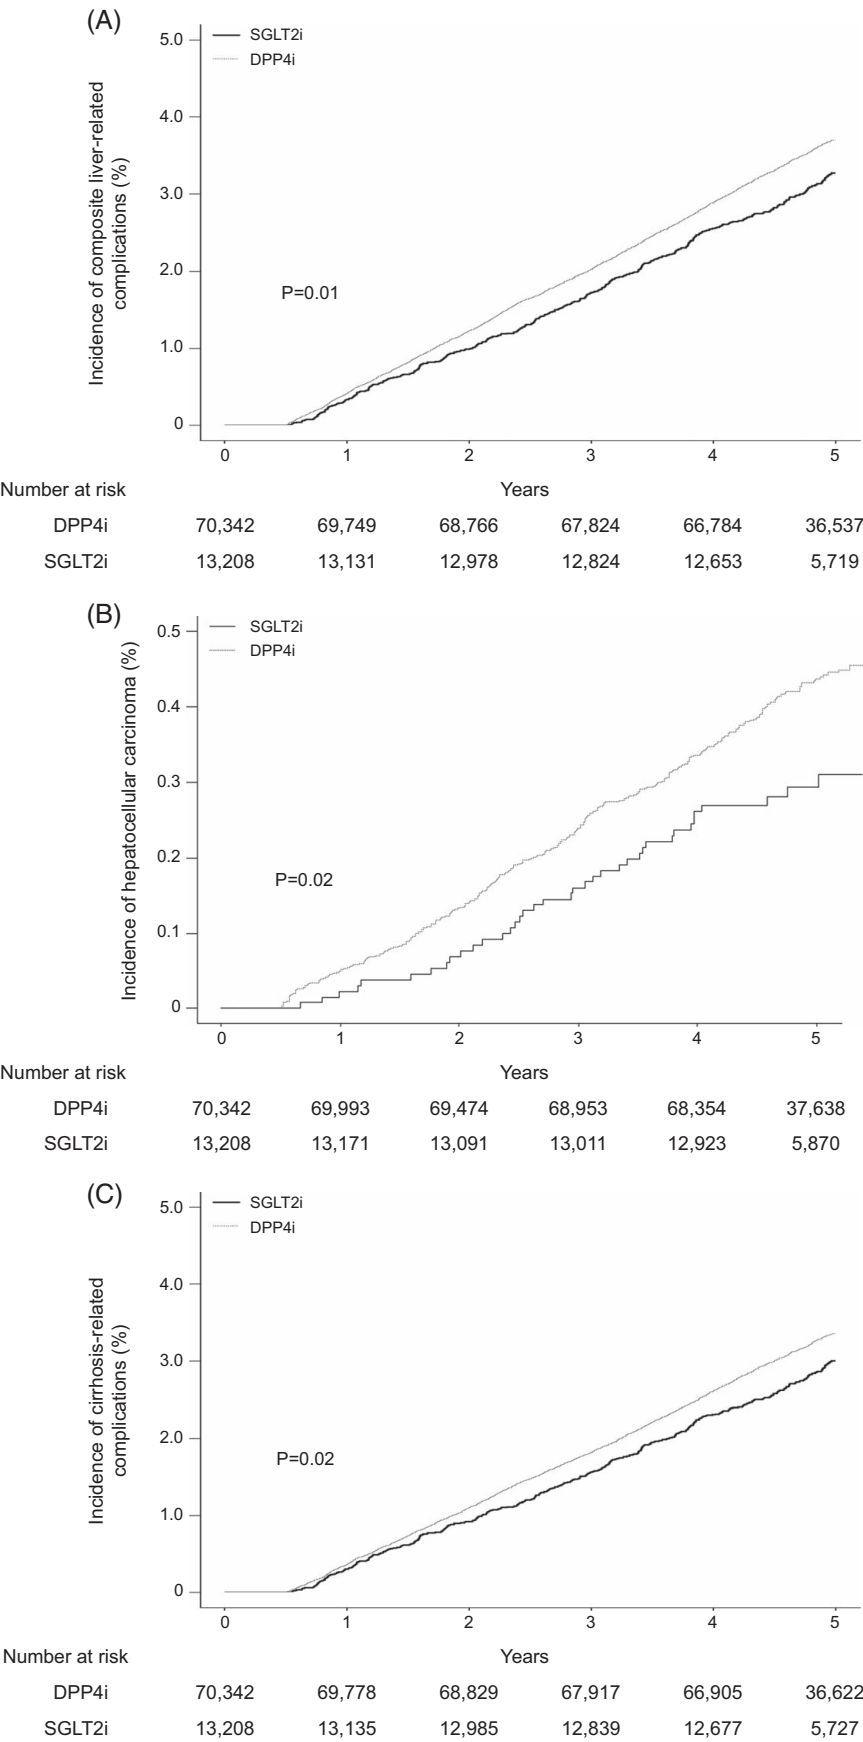 (A)
SGLT2i
DPP4i
5.0
4.0
3.0
2.0
1.0
0
Incidence of composite liver-related
complications (%)
P=0.01
0 1 2 3 4 5
Number at risk Years
DPP4i 70,342 69,749 68,766 67,824 66,784 36,537
SGLT2i 13,208 13,131 12,978 12,824 12,653 5,719
(B)
SGLT2i
DPP4i
0.5
0.4
0.3
0.2
0.1
0
Incidence of hepatocellular carcinoma (%)
P=0.02
0 1 2 3 4 5
Number at risk Years
DPP4i 70,342 69,993 69,474 68,953 68,354 37,638
SGLT2i 13,208 13,171 13,091 13,011 12,923 5,870
(C)
SGLT2i
DPP4i
5.0
4.0
3.0
2.0
1.0
0
Incidence of cirrhosis-related
complications (%)
P=0.02
0 1 2 3 4 5
Number at risk Years
DPP4i 70,342 69,778 68,829 67,917 66,905 36,622
SGLT2i 13,208 13,135 12,985 12,839 12,677 5,727